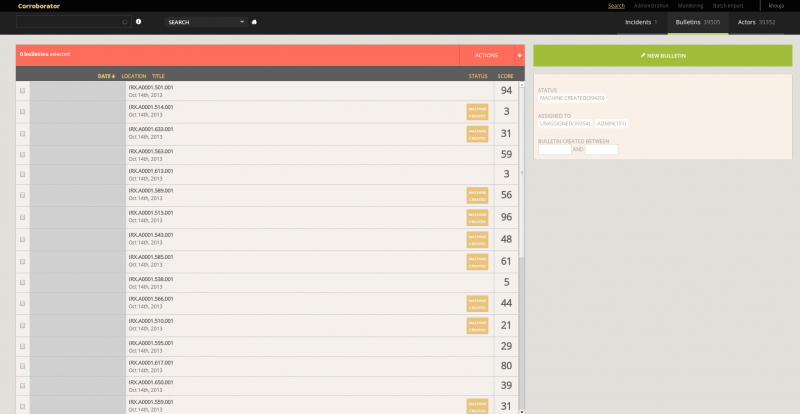 Corroborator
Search Administration Monitoring Batch import khouja
SEARCH
Incidents 1 Bulletins 39505 Actors 39352
0 bulletins selected
ACTIONS
NEW BULLETIN
DATE LOCATION TITLE STATUS SCORE
IRX.A0001.501.001
Oct 14th, 2013
94
IRX.A0001.514.001
Oct 14th, 2013
MACHINE
CREATED
3
IRX.A0001.633.001
Oct 14th, 2013
MACHINE
CREATED
31
IRX.A0001.563.001
Oct 14th, 2013
59
IRX.A0001.613.001
Oct 14th, 2013
3
IRX.A0001.589.001
Oct 14th, 2013
MACHINE
CREATED
56
IRX.A0001.513.001
Oct 14th, 2013
MACHINE
CREATED
96
IRX.A0001.543.001
Oct 14th, 2013
MACHINE
CREATED
48
IRX.A0001.585.001
Oct 14th, 2013
MACHINE
CREATED
61
IRX.A0001.538.001
Oct 14th, 2013
5
IRX.A0001.566.001
Oct 14th, 2013
MACHINE
CREATED
44
IRX.A0001.510.001
Oct 14th, 2013
MACHINE
CREATED
21
IRX.A0001.595.001
Oct 14th, 2013
29
IRX.A0001.617.001
Oct 14th, 2013
80
IRX.A0001.650.001
Oct 14th, 2013
39
IRX.A0001.559.001
Oct 14th, 2013
MACHINE
CREATED
31
STATUS
MACHINE CREATED(39420)
ASSIGNED TO
UNASSIGNED(39354) ADMIN(151)
BULLETIN CREATED BETWEEN
AND